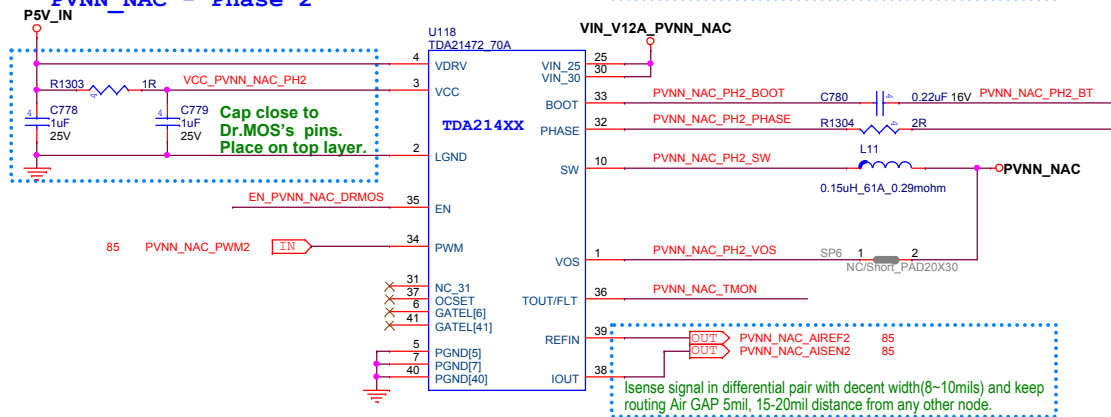 PVNN_NAC - Phase 2
P5V_IN
U118
TDA21472_70A
VIN_V12A_PVNN_NAC
4 VDRV
VIN_25 25
VIN_30 30
R1303 1R VCC_PVNN_NAC_PH2
3 VCC
BOOT 33 PVNN_NAC_PH2_BOOT C780 0.22uF 16V PVNN_NAC_PH2_BT
C778
1uF
25V
C779
1uF
25V
Cap close to
Dr.MOS's pins.
Place on top layer.
TDA214XX
PHASE 32 PVNN_NAC_PH2_PHASE R1304 2R
2 LGND
SW 10 PVNN_NAC_PH2_SW
L11
0.15uH_61A_0.29mohm
PVNN_NAC
EN_PVNN_NAC_DRMOS 35 EN
85 PVNN_NAC_PWM2 IN 34 PWM
VOS 1 PVNN_NAC_PH2_VOS SP6 1 2
NC/Short_PAD20X30
31 NC_31
37 OCSET
6 GATEL[6]
41 GATEL[41]
TOUT/FLT 36 PVNN_NAC_TMON
5 PGND[5]
7 PGND[7]
40 PGND[40]
REFIN 39 OUT PVNN_NAC_AIREF2 85
OUT PVNN_NAC_AISEN2 85
IOUT 38
Isense signal in differential pair with decent width(8~10mils) and keep
routing Air GAP 5mil, 15-20mil distance from any other node.